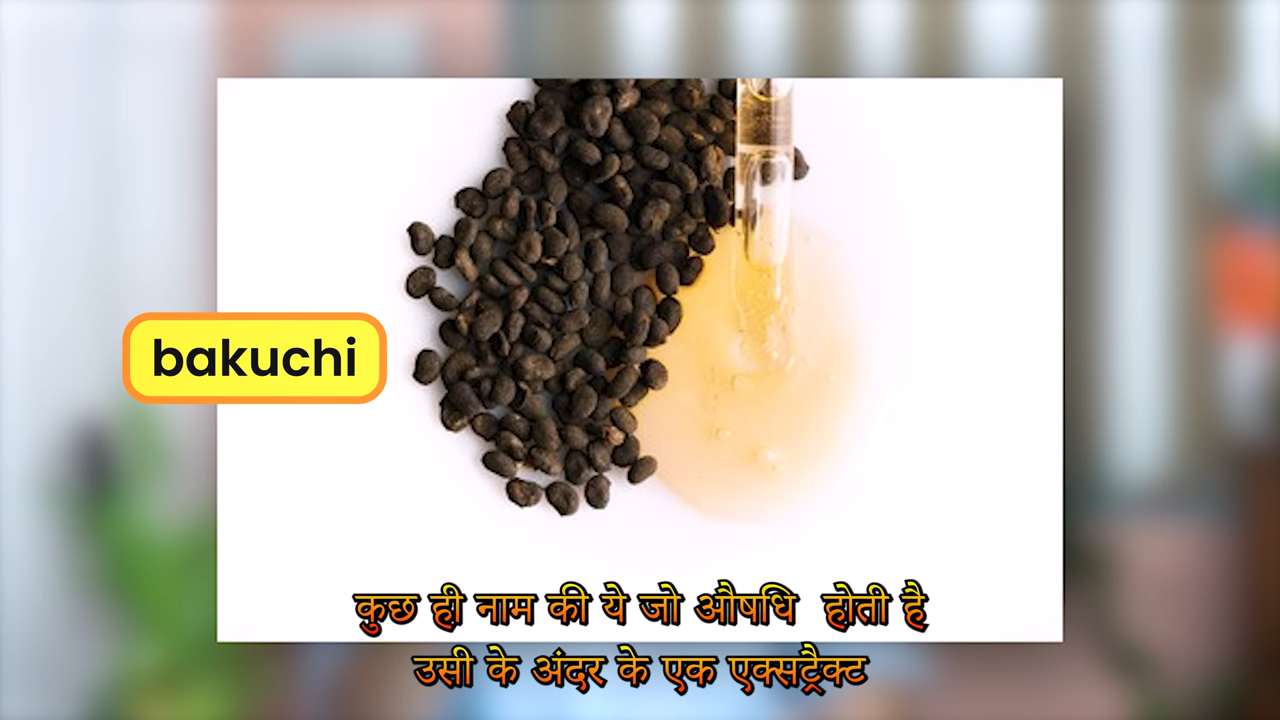 bakuchi
कुछ ही नाम की ये जो औषधि होती है
उसी के अंदर के एक एक्सट्रैक्ट